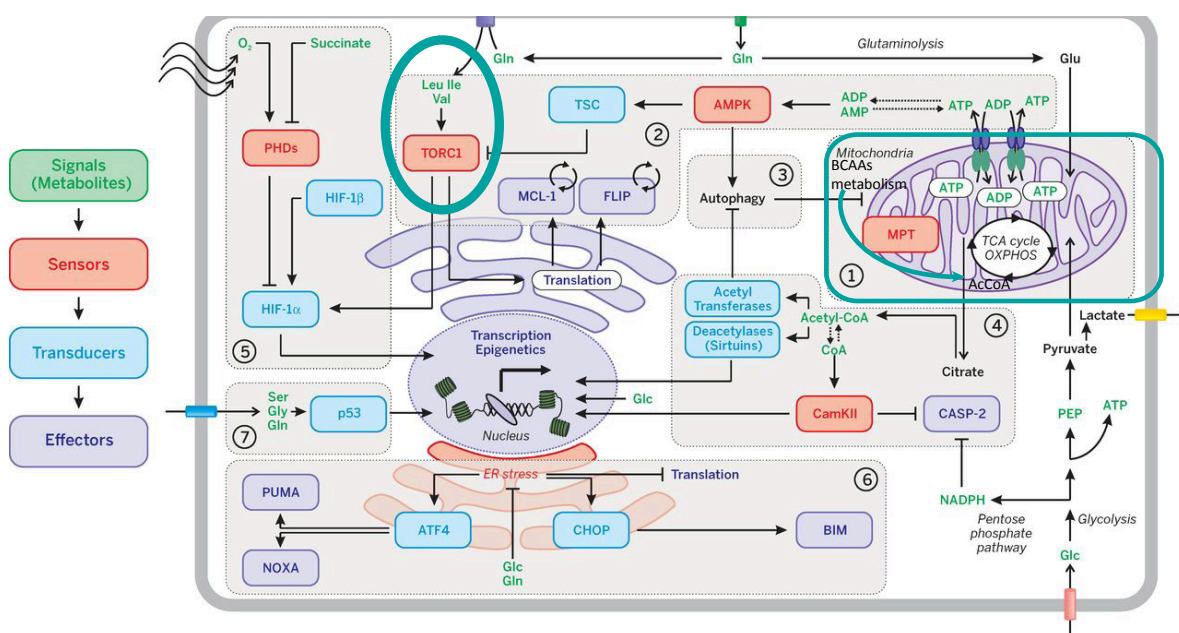 Signals
(Metabolites)
Sensors
Transducers
Effectors
O₂
Succinate
PHDs
HIF-1β
HIF-1α
⑤
Gln
Gln
Glutaminolysis
Glu
Leu Ile
Val
TORC1
TSC
AMPK
ADP
AMP
ATP
ADP
ATP
②
MCL-1
FLIP
Translation
③
Autophagy
Mitochondria
BCAAs
metabolism
ATP
ADP
ATP
MPT
TCA cycle
OXPHOS
AcCoA
①
Acetyl
Transferases
Deacetylases
(Sirtuins)
Acetyl-CoA
CoA
④
Citrate
CamKII
CASP-2
Lactate
Pyruvate
PEP
ATP
NADPH
Pentose
phosphate
pathway
Glycolysis
Glc
Transcription
Epigenetics
Nucleus
Glc
Ser
Gly
Gln
p53
⑦
ER stress
Translation
⑥
PUMA
NOXA
ATF4
CHOP
BIM
Glc
Gln